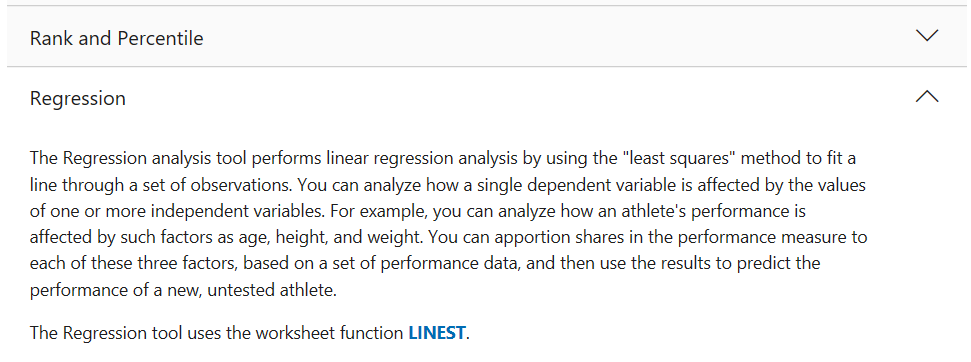 Rank and Percentile
Regression
The Regression analysis tool performs linear regression analysis by using the "least squares" method to fit a
line through a set of observations. You can analyze how a single dependent variable is affected by the values
of one or more independent variables. For example, you can analyze how an athlete's performance is
affected by such factors as age, height, and weight. You can apportion shares in the performance measure to
each of these three factors, based on a set of performance data, and then use the results to predict the
performance of a new, untested athlete.
The Regression tool uses the worksheet function LINEST.